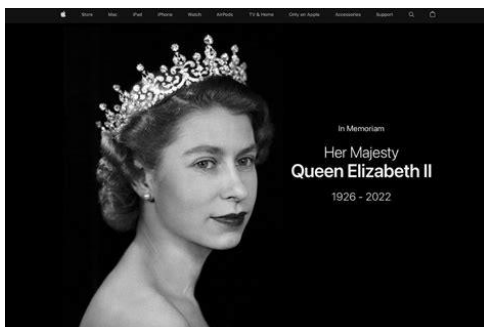 Store Mac iPad iPhone Watch AirPods TV & Home Only on Apple Accessories Support
In Memoriam
Her Majesty
Queen Elizabeth II
1926 - 2022